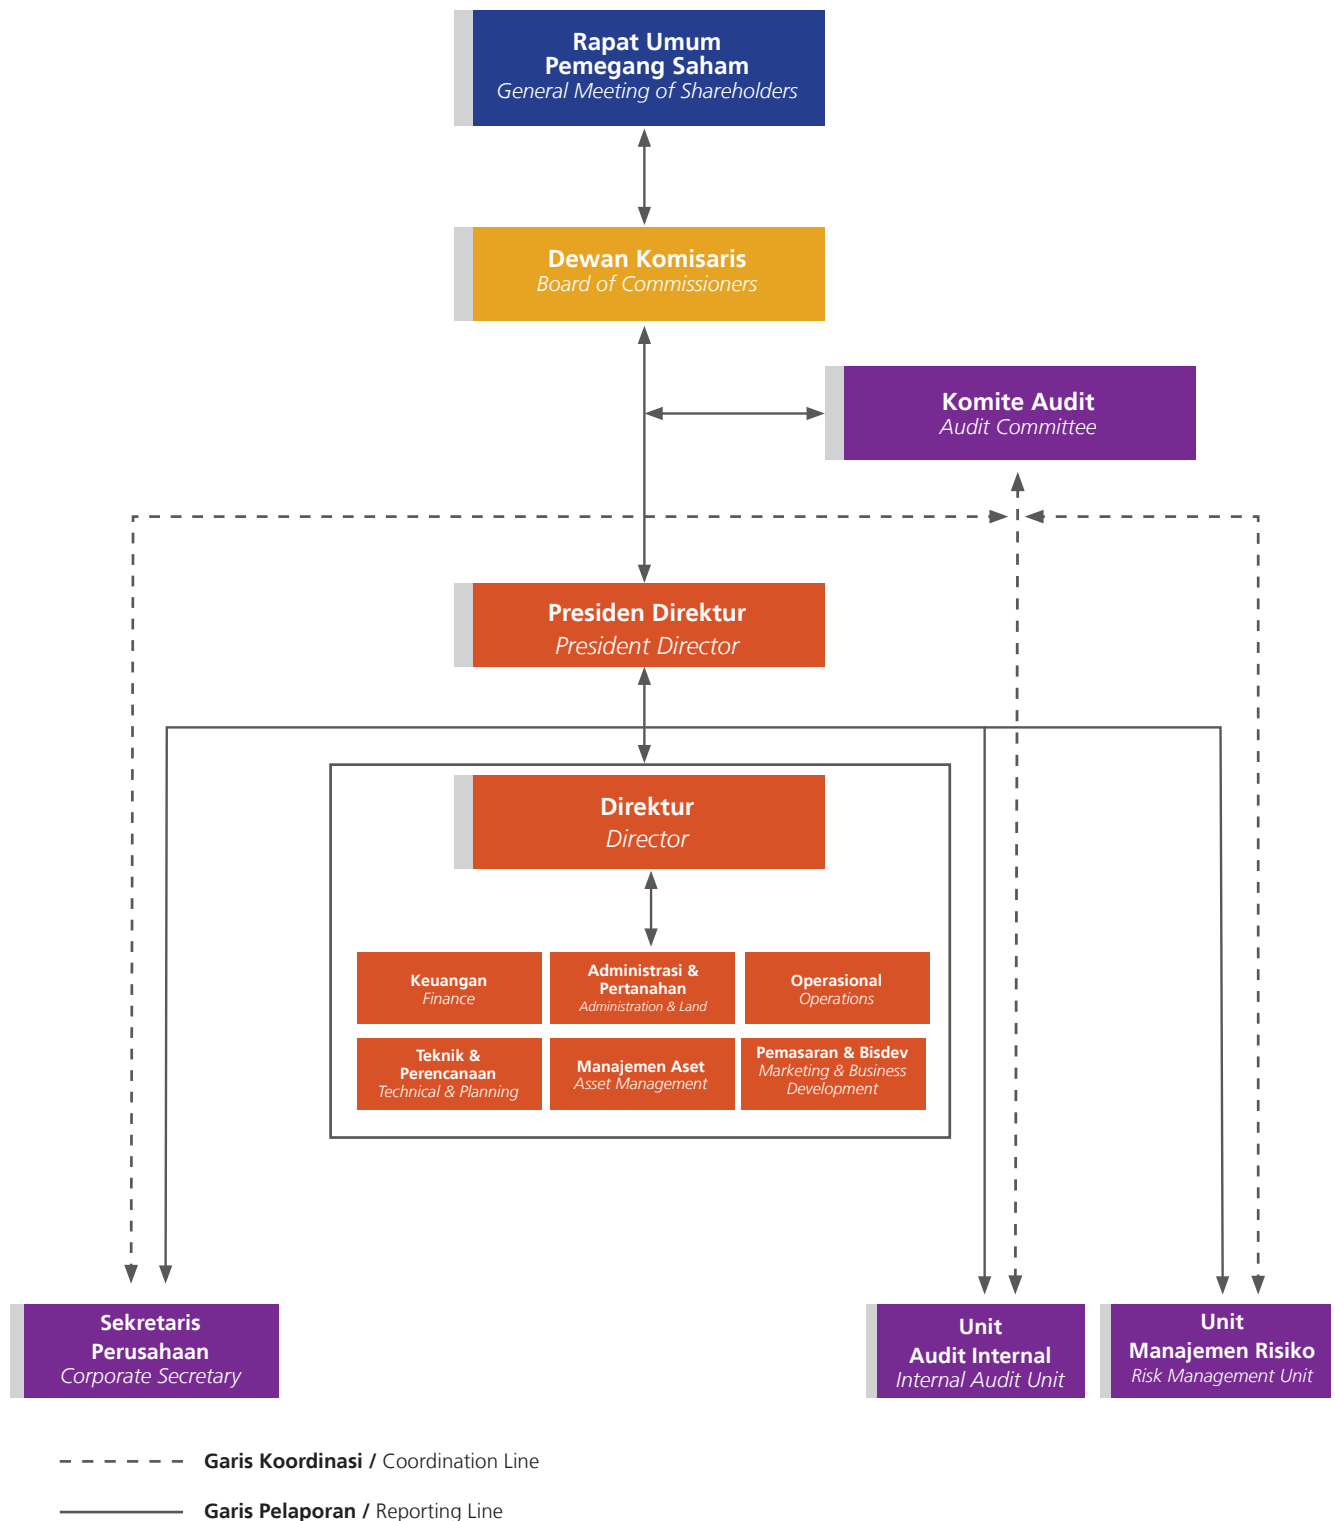 Rapat Umum
Pemegang Saham
General Meeting of Shareholders
Dewan Komisaris
Board of Commissioners
Komite Audit
Audit Committee
Presiden Direktur
President Director
Direktur
Director
Keuangan
Finance
Administrasi &
Pertanahan
Administration & Land
Operasional
Operations
Teknik &
Perencanaan
Technical & Planning
Manajemen Aset
Asset Management
Pemasaran & Bisdev
Marketing & Business
Development
Sekretaris
Perusahaan
Corporate Secretary
Unit
Audit Internal
Internal Audit Unit
Unit
Manajemen Risiko
Risk Management Unit
Garis Koordinasi / Coordination Line
Garis Pelaporan / Reporting Line